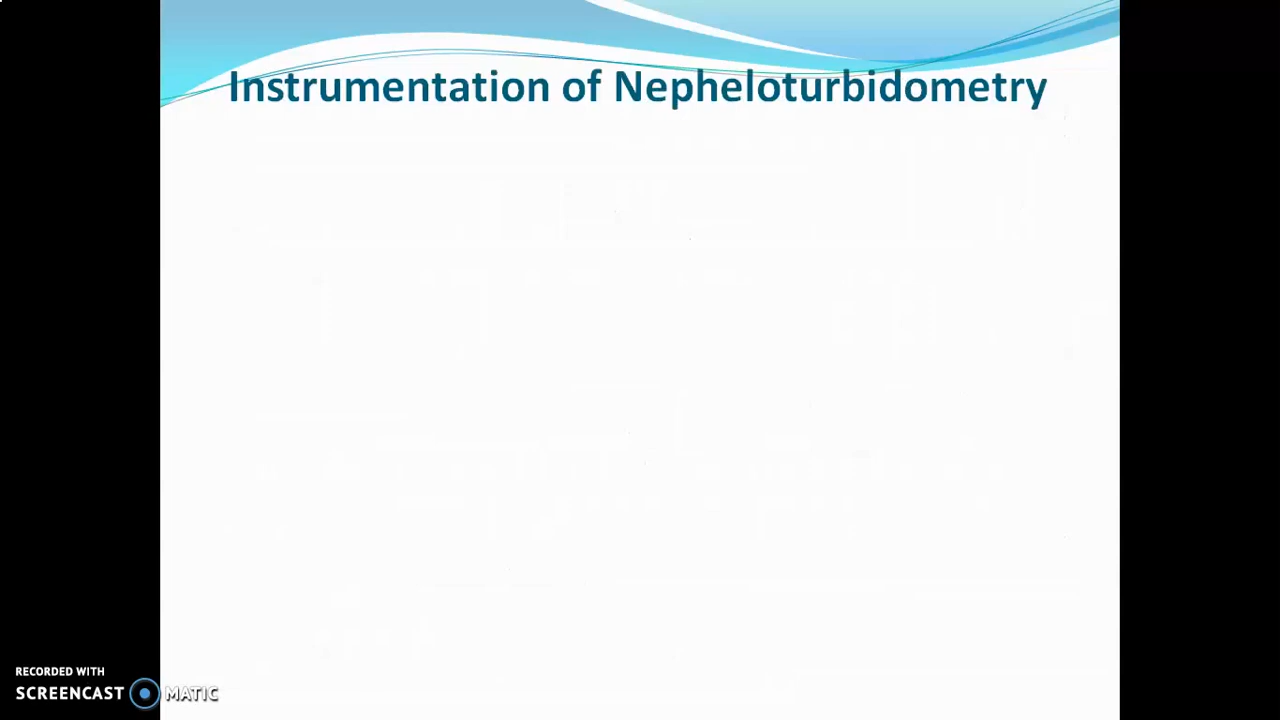 Instrumentation of Nepheloturbidometry
RECORDED WITH
SCREENCAST MATIC